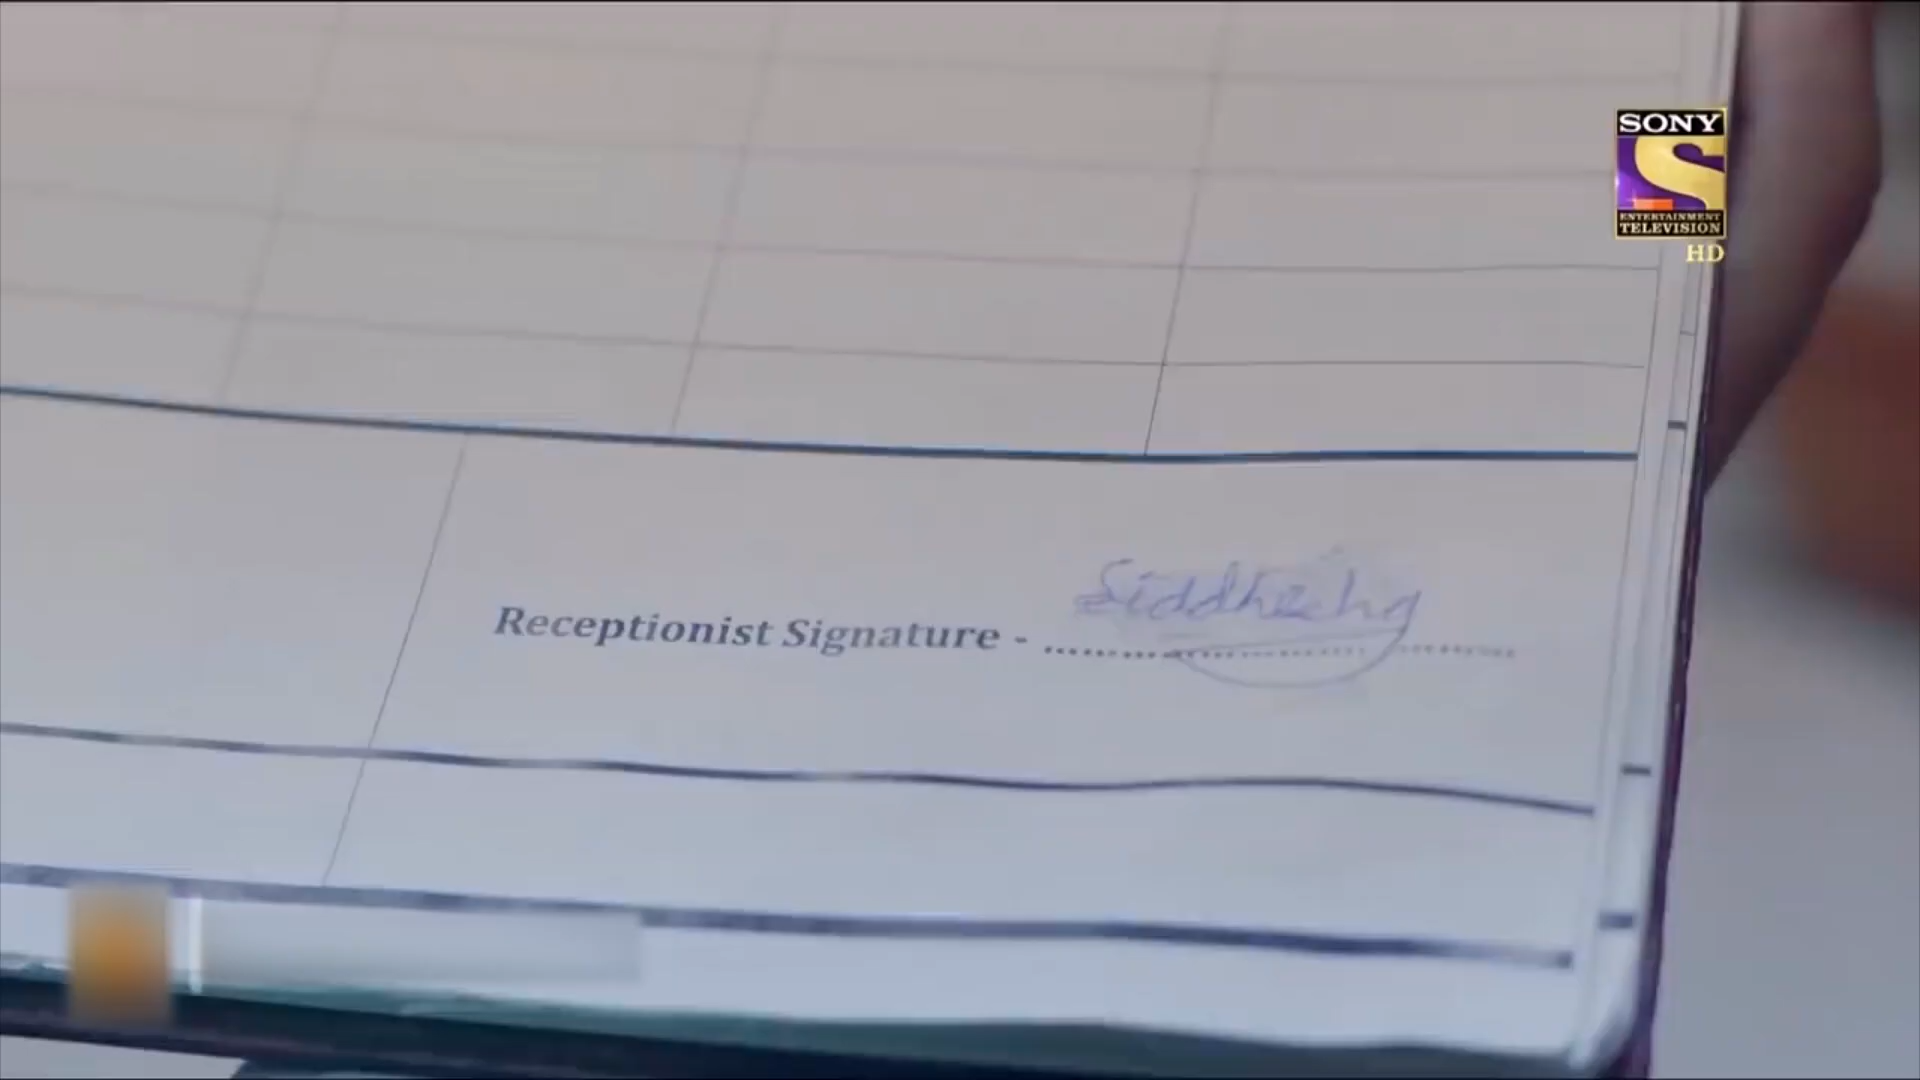 SONY
ENTERTAINMENT
TELEVISION
HD
Receptionist Signature -